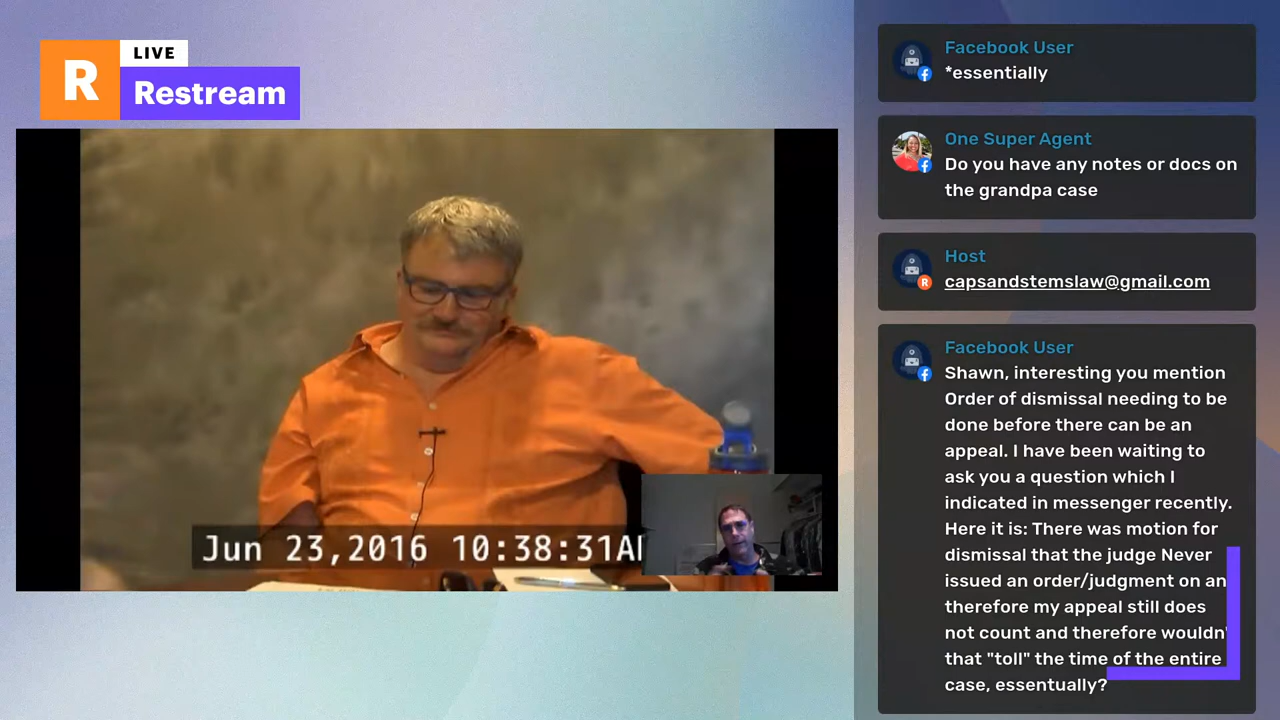 R
LIVE
Restream
Jun 23,2016 10:38:31A
Facebook User
*essentially
One Super Agent
Do you have any notes or docs on
the grandpa case
Host
capsandstemslaw@gmail.com
Facebook User
Shawn, interesting you mention
Order of dismissal needing to be
done before there can be an
appeal. I have been waiting to
ask you a question which I
indicated in messenger recently.
Here it is: There was motion for
dismissal that the judge Never
issued an order/judgment on an
therefore my appeal still does
not count and therefore wouldn'
that "toll" the time of the entire
case, essentually?